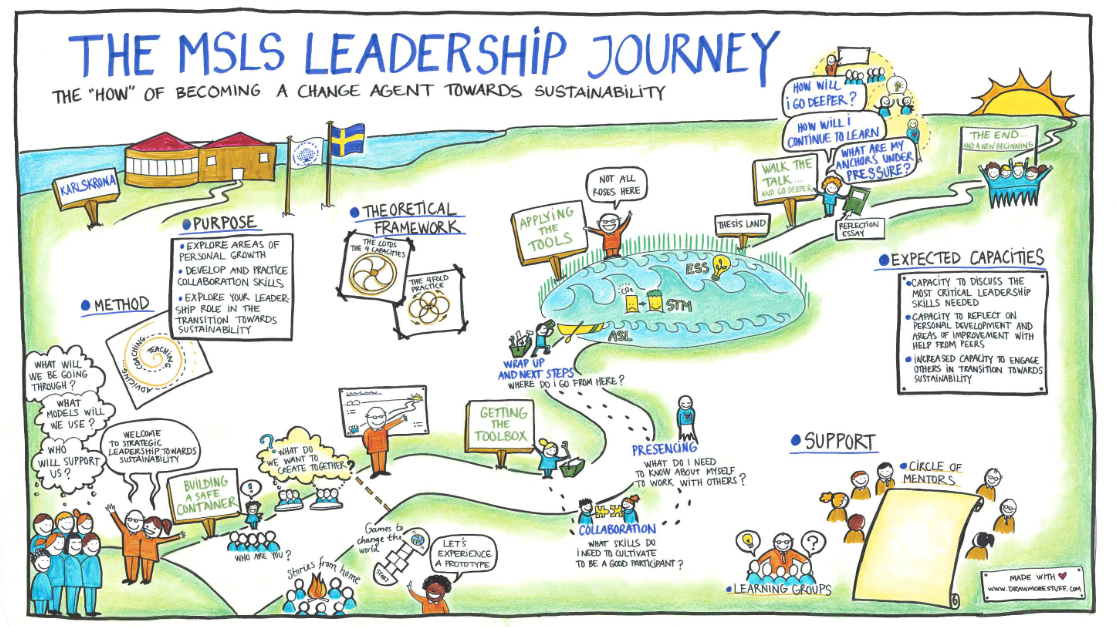 THE MSLS LEADERSHIP JOURNEY
THE "HOW" OF BECOMING A CHANGE AGENT TOWARDS SUSTAINABILITY
HOW WILL
I GO DEEPER?
HOW WILL I
CONTINUE TO LEARN
WHAT ARE MY
ANCHORS UNDER
PRESSURE?
THE END...
AND A NEW BEGINNING
KARLSKRONA
WALK THE
TALK...
AND GO DEEPER
REFLECTION
ESSAY
NOT ALL
ROSES HERE
APPLYING
THE
TOOLS
THESIS LAND
PURPOSE
EXPLORE AREAS OF
PERSONAL GROWTH
DEVELOP AND PRACTICE
COLLABORATION SKILLS
EXPLORE YOUR LEADER-
SHIP ROLE IN THE
TRANSITION TOWARDS
SUSTAINABILITY
THEORETICAL
FRAMEWORK
THE LOTUS
THE 9 CAPACITIES
THE 4FOLD
PRACTICE
ESS
STM
ASL
EXPECTED CAPACITIES
CAPACITY TO DISCUSS THE
MOST CRITICAL LEADERSHIP
SKILLS NEEDED
CAPACITY TO REFLECT ON
PERSONAL DEVELOPMENT AND
AREAS OF IMPROVEMENT WITH
HELP FROM PEERS
INCREASED CAPACITY TO ENGAGE
OTHERS IN TRANSITION TOWARDS
SUSTAINABILITY
METHOD
ADVICING...COACHING...TEACHING...
WHAT WILL
WE BE GOING
THROUGH?
WHAT
MODELS WILL
WE USE?
WHO
WILL SUPPORT
US?
WELCOME
TO STRATEGIC
LEADERSHIP TOWARDS
SUSTAINABILITY
BUILDING
A SAFE
CONTAINER
WHAT DO
WE WANT TO
CREATE TOGETHER?
WHO ARE YOU?
Stories from home
Games to
change the
world
START
LET'S
EXPERIENCE
A PROTOTYPE
GETTING
THE
TOOLBOX
WRAP UP
AND NEXT STEPS
WHERE DO I GO FROM HERE?
PRESENCING
WHAT DO I NEED
TO KNOW ABOUT MYSELF
TO WORK WITH OTHERS?
COLLABORATION
WHAT SKILLS DO
I NEED TO CULTIVATE
TO BE A GOOD PARTICIPANT?
SUPPORT
CIRCLE OF
MENTORS
LEARNING GROUPS
MADE WITH
WWW.DRAWMORESTUFF.COM